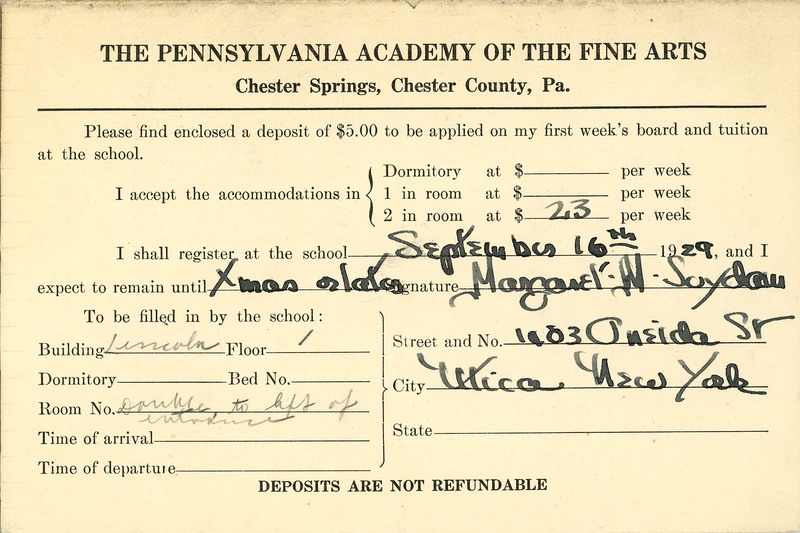 THE PENNSYLVANIA ACADEMY OF THE FINE ARTS
Chester Springs, Chester County, Pa.
Please find enclosed a deposit of $5.00 to be applied on my first week's board and tuition
at the school.
Dormitory at $ per week
I accept the accommodations in 1 in room at $ per week
2 in room at $ 23 per week
I shall register at the school September 16th 1929, and I
expect to remain until Xmas or later Signature Margaret N. Suydam
To be filled in by the school:
Street and No. 1403 Oneida St
Building Lincoln Floor 1
Dormitory Bed No.
City Utica New York
Room No. Double, to left of
entrance
State
Time of arrival
Time of departure
DEPOSITS ARE NOT REFUNDABLE